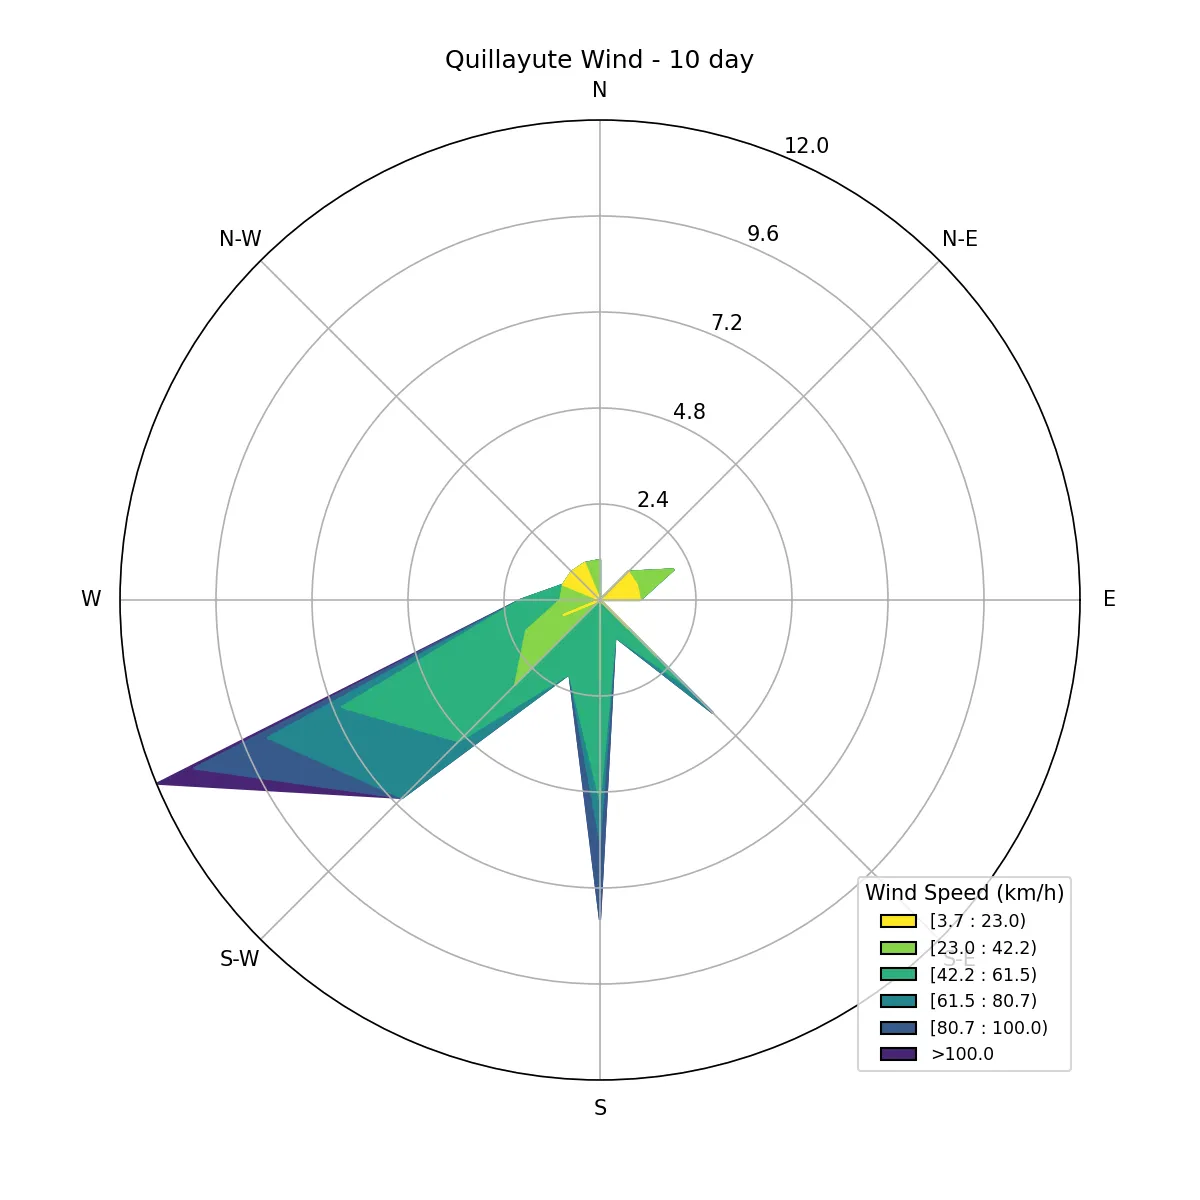 Quillayute Wind - 10 day
N
12.0
N-W
9.6
N-E
7.2
4.8
2.4
W
E
Wind Speed (km/h)
[3.7 : 23.0)
[23.0 : 42.2)
S-W
S-E
[42.2 : 61.5)
[61.5 : 80.7)
[80.7 : 100.0)
>100.0
S